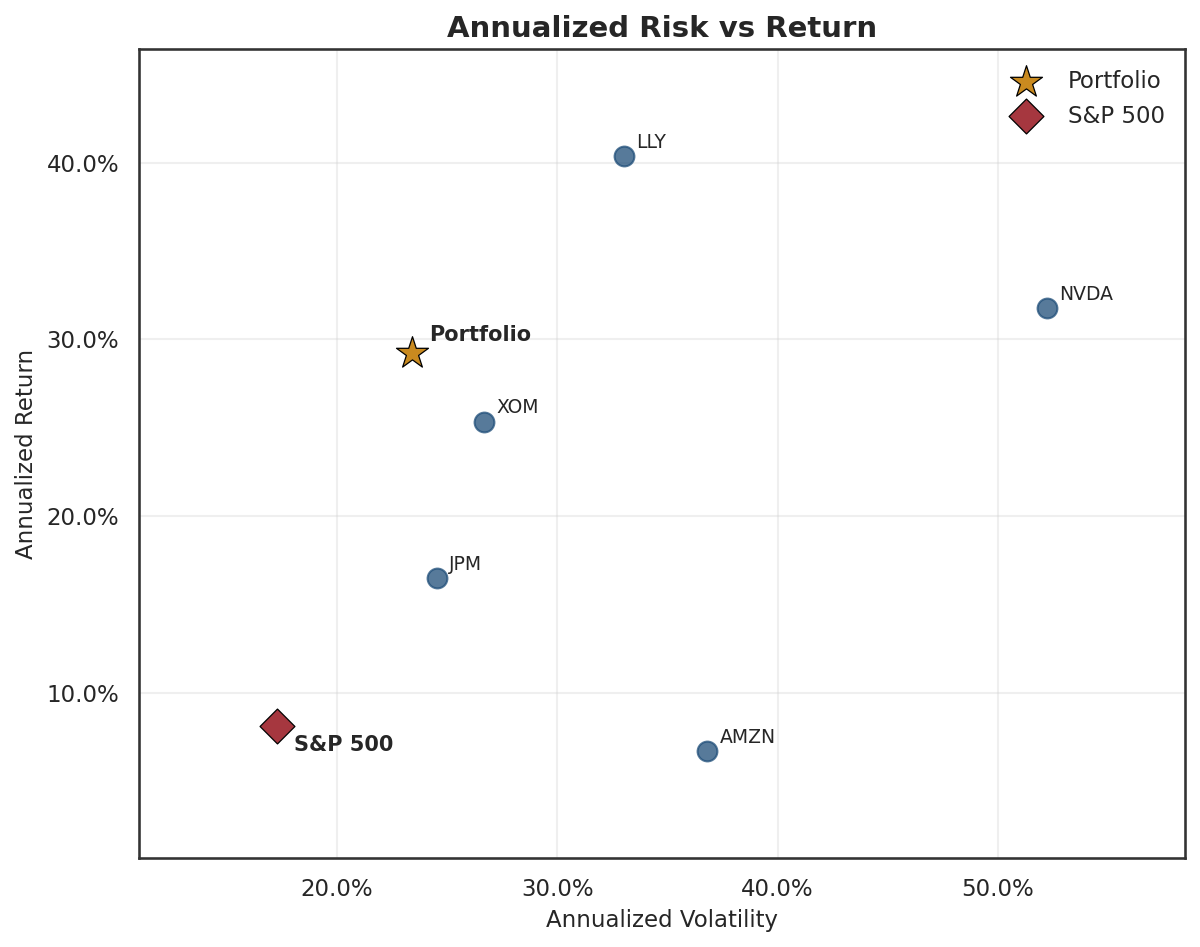 Annualized Risk vs Return
Portfolio
S&P 500
LLY
NVDA
Portfolio
XOM
JPM
S&P 500
AMZN
40.0%
30.0%
20.0%
10.0%
Annualized Return
20.0%
30.0%
40.0%
50.0%
Annualized Volatility